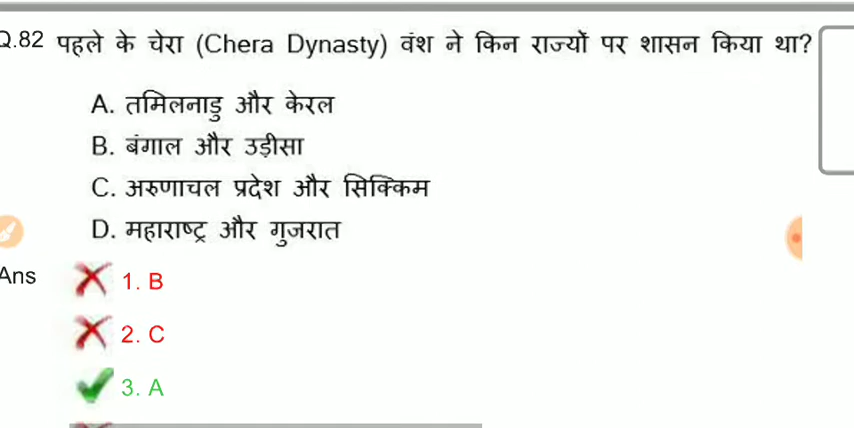 Q.82 पहले के चेरा (Chera Dynasty) वंश ने किन राज्यों पर शासन किया था?
A. तमिलनाडु और केरल
B. बंगाल और उड़ीसा
C. अरुणाचल प्रदेश और सिक्किम
D. महाराष्ट्र और गुजरात
Ans
1. B
2. C
3. A